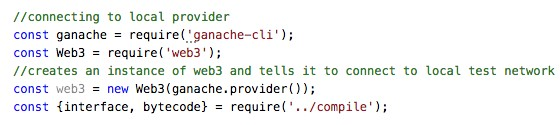 //connecting to local provider
const ganache = require('ganache-cli');
const Web3 = require('web3');
//creates an instance of web3 and tells it to connect to local test network
const web3 = new Web3(ganache.provider());
const {interface, bytecode} = require('../compile');